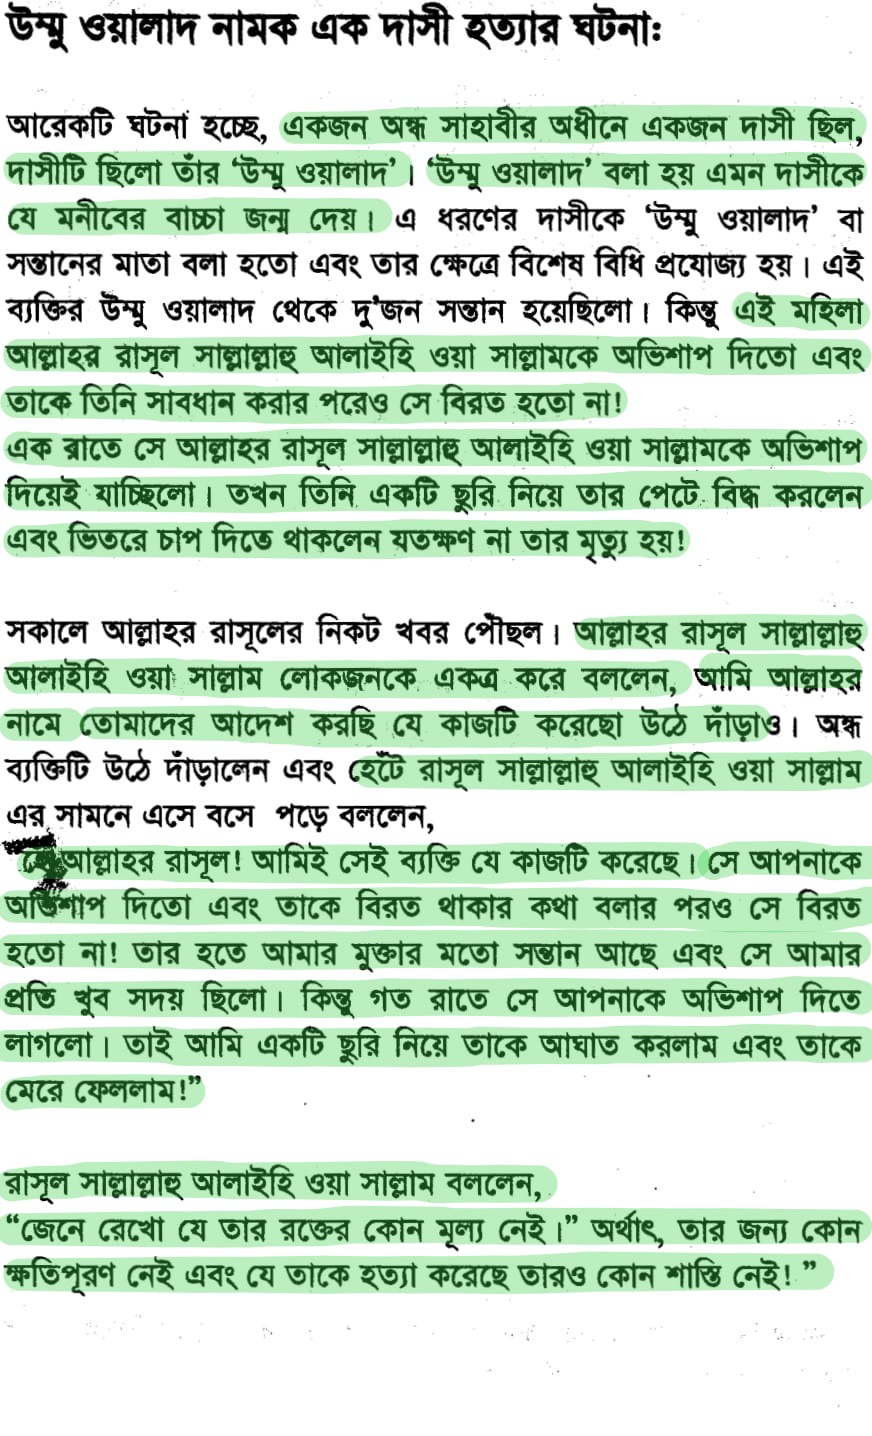 উম্মু ওয়ালাদ নামক এক দাসী হত্যার ঘটনা:
আরেকটি ঘটনা হচ্ছে, একজন অন্ধ সাহাবীর অধীনে একজন দাসী ছিল,
দাসীটি ছিলো তাঁর ‘উম্মু ওয়ালাদ’। ‘উম্মু ওয়ালাদ’ বলা হয় এমন দাসীকে
যে মনীবের বাচ্চা জন্ম দেয়। এ ধরণের দাসীকে ‘উম্মু ওয়ালাদ’ বা
সন্তানের মাতা বলা হতো এবং তার ক্ষেত্রে বিশেষ বিধি প্রযোজ্য হয়। এই
ব্যক্তির উম্মু ওয়ালাদ থেকে দু'জন সন্তান হয়েছিলো। কিন্তু এই মহিলা
আল্লাহর রাসূল সাল্লাল্লাহু আলাইহি ওয়া সাল্লামকে অভিশাপ দিতো এবং
তাকে তিনি সাবধান করার পরেও সে বিরত হতো না!
এক রাতে সে আল্লাহর রাসূল সাল্লাল্লাহু আলাইহি ওয়া সাল্লামকে অভিশাপ
দিয়েই যাচ্ছিলো। তখন তিনি একটি ছুরি নিয়ে তার পেটে বিদ্ধ করলেন
এবং ভিতরে চাপ দিতে থাকলেন যতক্ষণ না তার মৃত্যু হয়!
সকালে আল্লাহর রাসূলের নিকট খবর পৌঁছল। আল্লাহর রাসূল সাল্লাল্লাহু
আলাইহি ওয়া সাল্লাম লোকজনকে একত্র করে বললেন, আমি আল্লাহর
নামে তোমাদের আদেশ করছি যে কাজটি করেছো উঠে দাঁড়াও। অন্ধ
ব্যক্তিটি উঠে দাঁড়ালেন এবং হেঁটে রাসূল সাল্লাল্লাহু আলাইহি ওয়া সাল্লাম
এর সামনে এসে বসে পড়ে বললেন,
আল্লাহর রাসূল! আমিই সেই ব্যক্তি যে কাজটি করেছে। সে আপনাকে
অভিশাপ দিতো এবং তাকে বিরত থাকার কথা বলার পরও সে বিরত
হতো না! তার হতে আমার মুক্তার মতো সন্তান আছে এবং সে আমার
প্রতি খুব সদয় ছিলো। কিন্তু গত রাতে সে আপনাকে অভিশাপ দিতে
লাগলো। তাই আমি একটি ছুরি নিয়ে তাকে আঘাত করলাম এবং তাকে
মেরে ফেললাম!”
রাসূল সাল্লাল্লাহু আলাইহি ওয়া সাল্লাম বললেন,
“জেনে রেখো যে তার রক্তের কোন মূল্য নেই।” অর্থাৎ, তার জন্য কোন
ক্ষতিপূরণ নেই এবং যে তাকে হত্যা করেছে তারও কোন শাস্তি নেই! ”